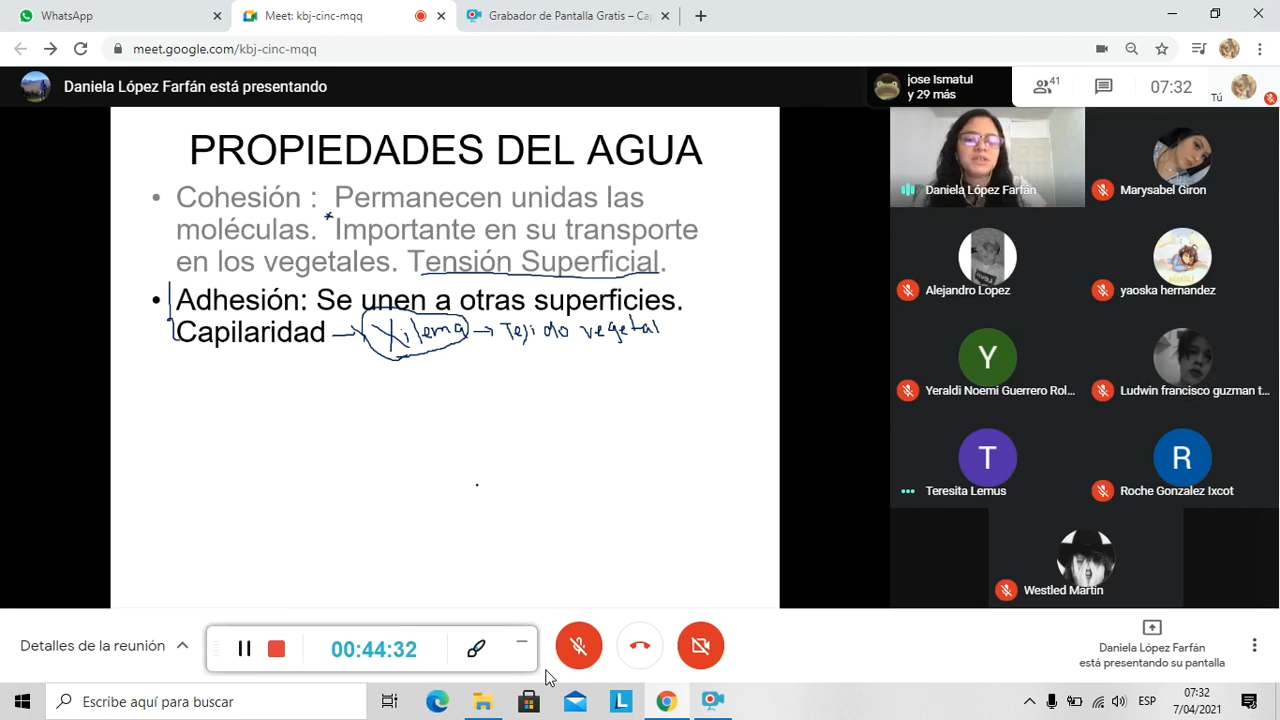 WhatsApp
Meet: kbj-cinc-mqq
Grabador de Pantalla Gratis – Ca
meet.google.com/kbj-cinc-mqq
Daniela López Farfán está presentando
jose Ismatul
y 29 más
41
07:32
Tú
PROPIEDADES DEL AGUA
• Cohesión : Permanecen unidas las
moléculas. *Importante en su transporte
en los vegetales. Tensión Superficial.
• Adhesión: Se unen a otras superficies.
Capilaridad → Xilema → Tejido vegetal
Daniela López Farfán
Marysabel Giron
Alejandro Lopez
yaoska hernandez
Y
Yeraldi Noemi Guerrero Rol...
Ludwin francisco guzman t...
T
Teresita Lemus
R
Roche Gonzalez Ixcot
Westled Martin
Detalles de la reunión
00:44:32
Daniela López Farfán
está presentando su pantalla
Escribe aquí para buscar
L
ESP
07:32
7/04/2021